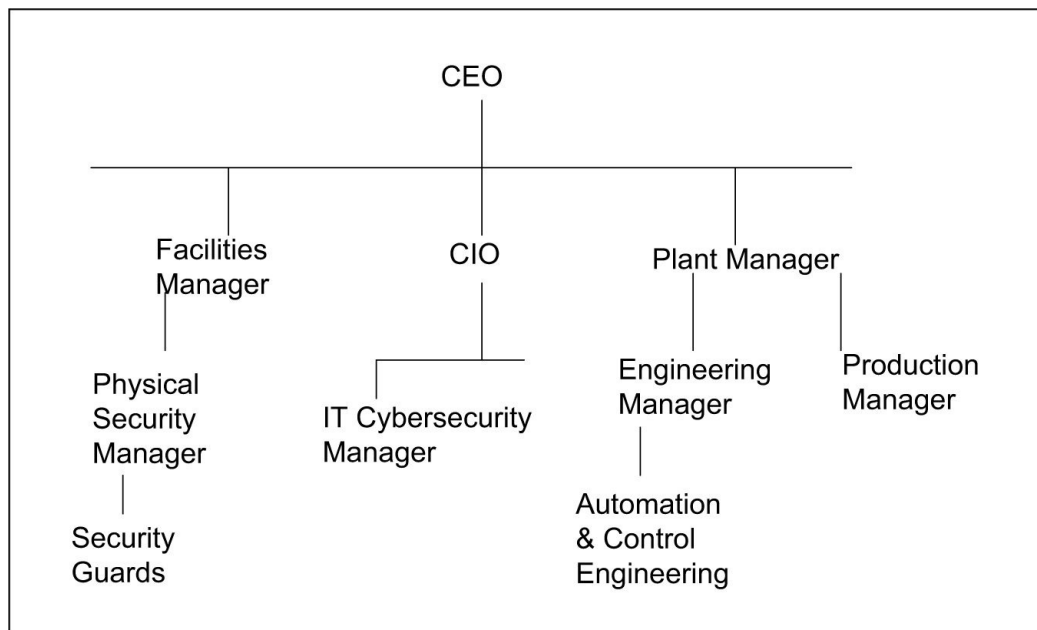 CEO
Facilities
Manager
CIO
Plant Manager
Physical
Security
Manager
IT Cybersecurity
Manager
Engineering
Manager
Production
Manager
Security
Guards
Automation
& Control
Engineering